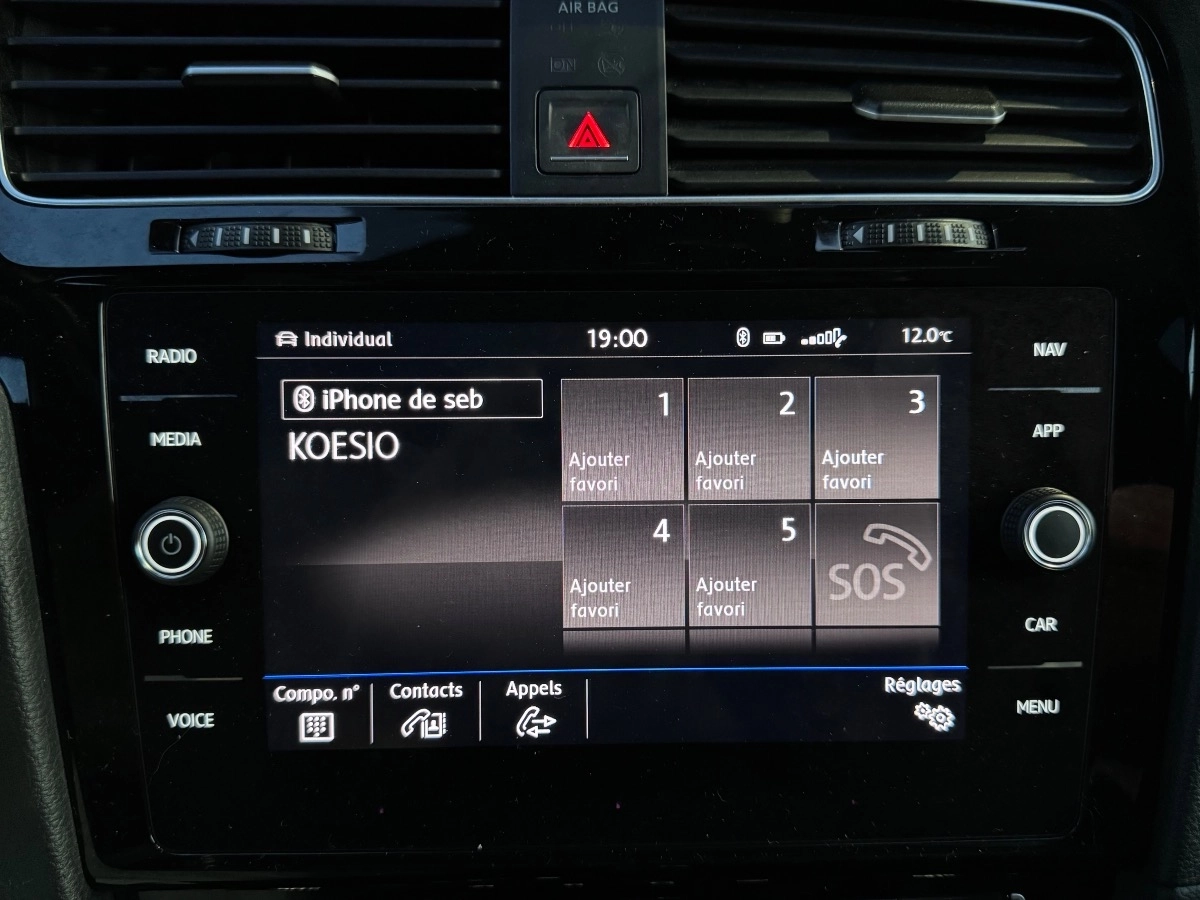 AIR BAG
OFF
ON
RADIO
MEDIA
PHONE
VOICE
Individual
19:00
12.0°C
iPhone de seb
KOESIO
1
Ajouter
favori
2
Ajouter
favori
3
Ajouter
favori
4
Ajouter
favori
5
Ajouter
favori
SOS
Compo. n°
Contacts
Appels
Réglages
NAV
APP
CAR
MENU